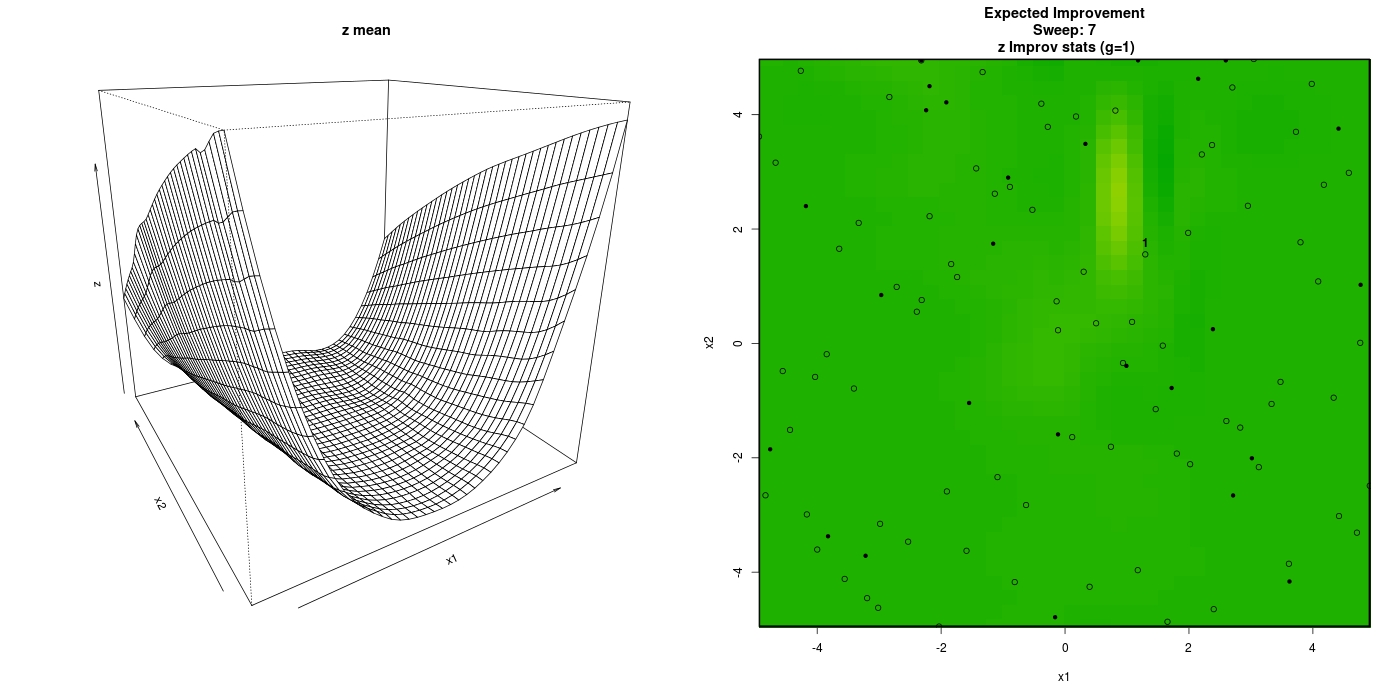 z mean
z
x2
x1
Expected Improvement
Sweep: 7
z Improv stats (g=1)
4
2
0
-2
-4
x2
1
-4
-2
0
2
4
x1